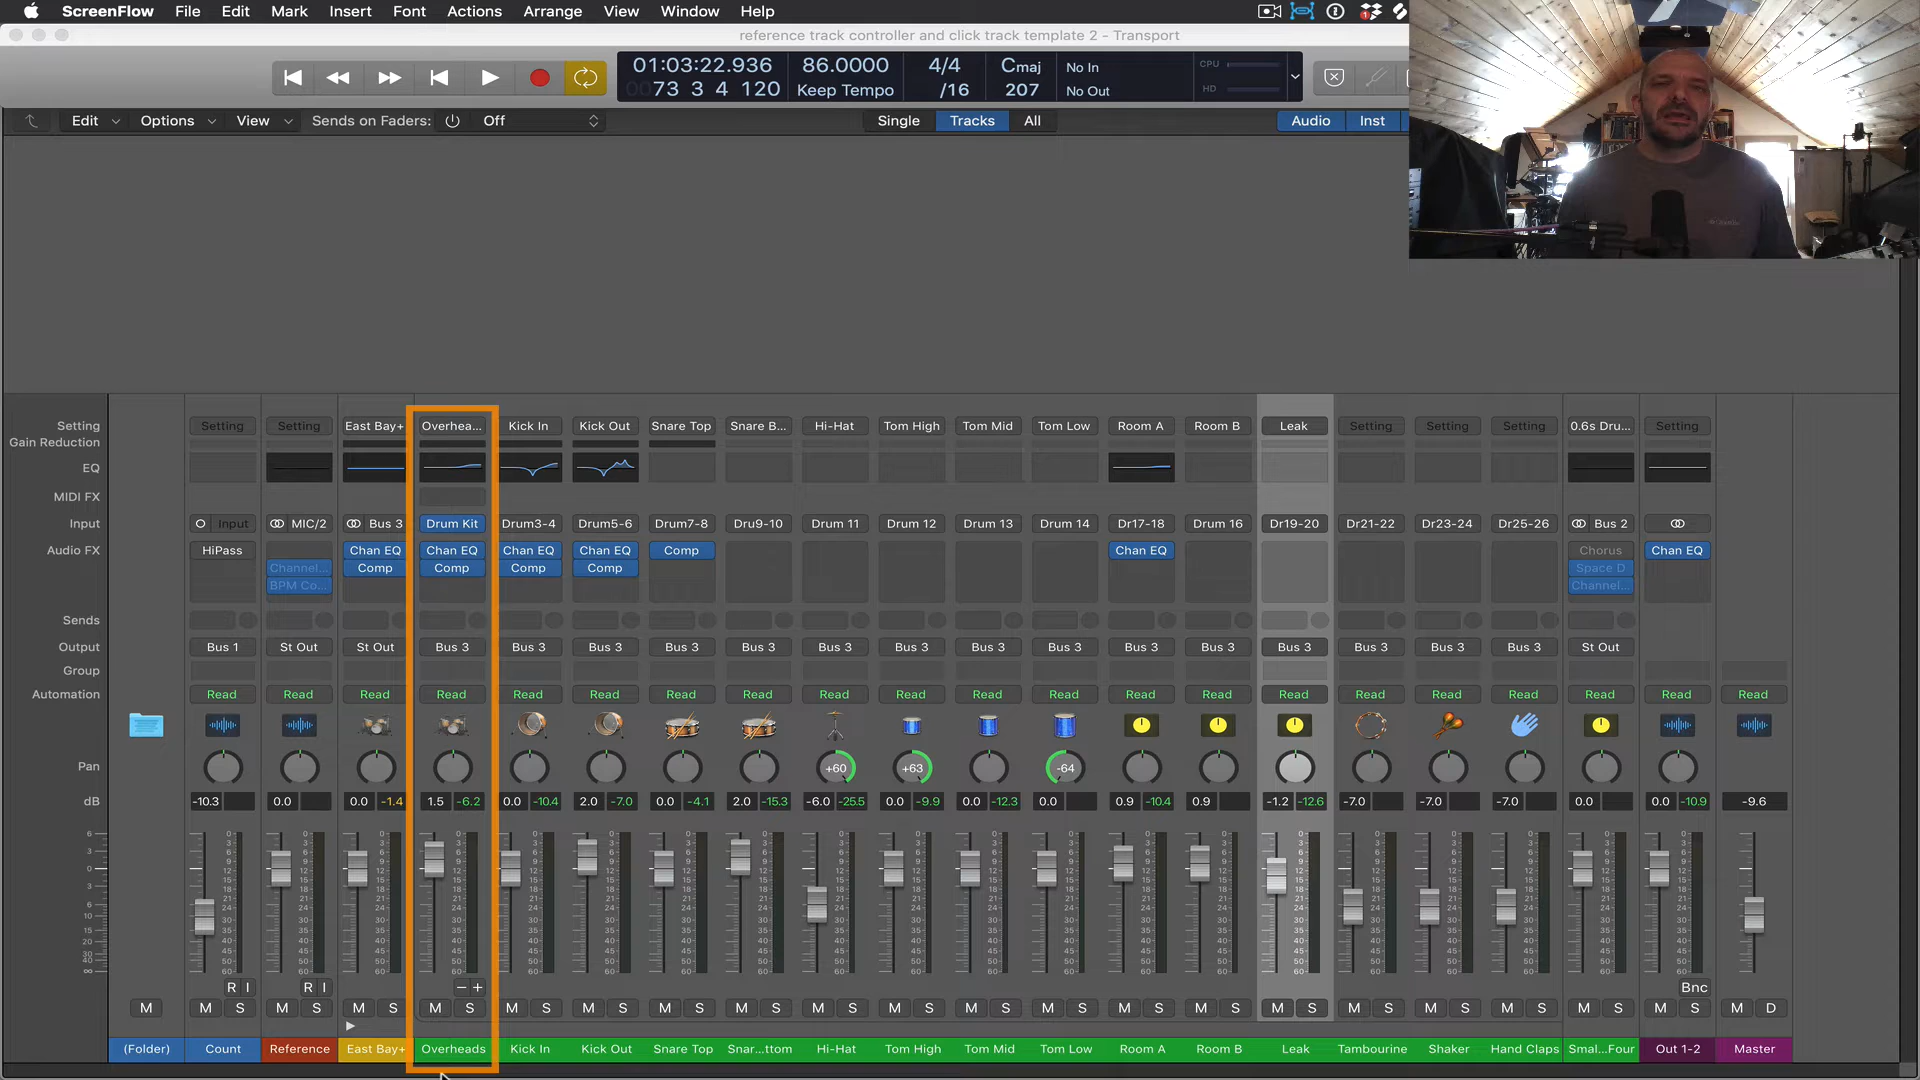 ScreenFlow File Edit Mark Insert Font Actions Arrange View Window Help
reference track controller and click track template 2 - Transport
01:03:22.936 86.0000 4/4 Cmaj No In CPU
0073 3 4 120 Keep Tempo /16 207 No Out HD
Edit Options View Sends on Faders: Off Single Tracks All Audio Inst
Setting Setting Setting East Bay+ Overhea... Kick In Kick Out Snare Top Snare B... Hi-Hat Tom High Tom Mid Tom Low Room A Room B Leak Setting Setting Setting 0.6s Dru... Setting
Gain Reduction
EQ
MIDI FX
Input Input MIC/2 Bus 3 Drum Kit Drum3-4 Drum5-6 Drum7-8 Dru9-10 Drum 11 Drum 12 Drum 13 Drum 14 Dr17-18 Drum 16 Dr19-20 Dr21-22 Dr23-24 Dr25-26 Bus 2
Audio FX HiPass Chan EQ Chan EQ Chan EQ Chan EQ Comp Chan EQ Chorus Chan EQ
Channel... Comp Comp Comp Comp Space D
BPM Co... Channel...
Sends
Output Bus 1 St Out St Out Bus 3 Bus 3 Bus 3 Bus 3 Bus 3 Bus 3 Bus 3 Bus 3 Bus 3 Bus 3 Bus 3 Bus 3 Bus 3 Bus 3 Bus 3 St Out
Group
Automation Read Read Read Read Read Read Read Read Read Read Read Read Read Read Read Read Read Read Read Read Read
Pan +60 +63 -64
dB -10.3 0.0 0.0 -1.4 1.5 -6.2 0.0 -10.4 2.0 -7.0 0.0 -4.1 2.0 -15.3 -6.0 -25.5 0.0 -9.9 0.0 -12.3 0.0 0.9 -10.4 0.9 -1.2 -12.6 -7.0 -7.0 -7.0 0.0 0.0 -10.9 -9.6
R I R I − + Bnc
M M S M S M S M S M S M S M S M S M S M S M S M S M S M S M S M S M S M S M S M S M D
(Folder) Count Reference East Bay+ Overheads Kick In Kick Out Snare Top Snar...ttom Hi-Hat Tom High Tom Mid Tom Low Room A Room B Leak Tambourine Shaker Hand Claps Smal...Four Out 1-2 Master